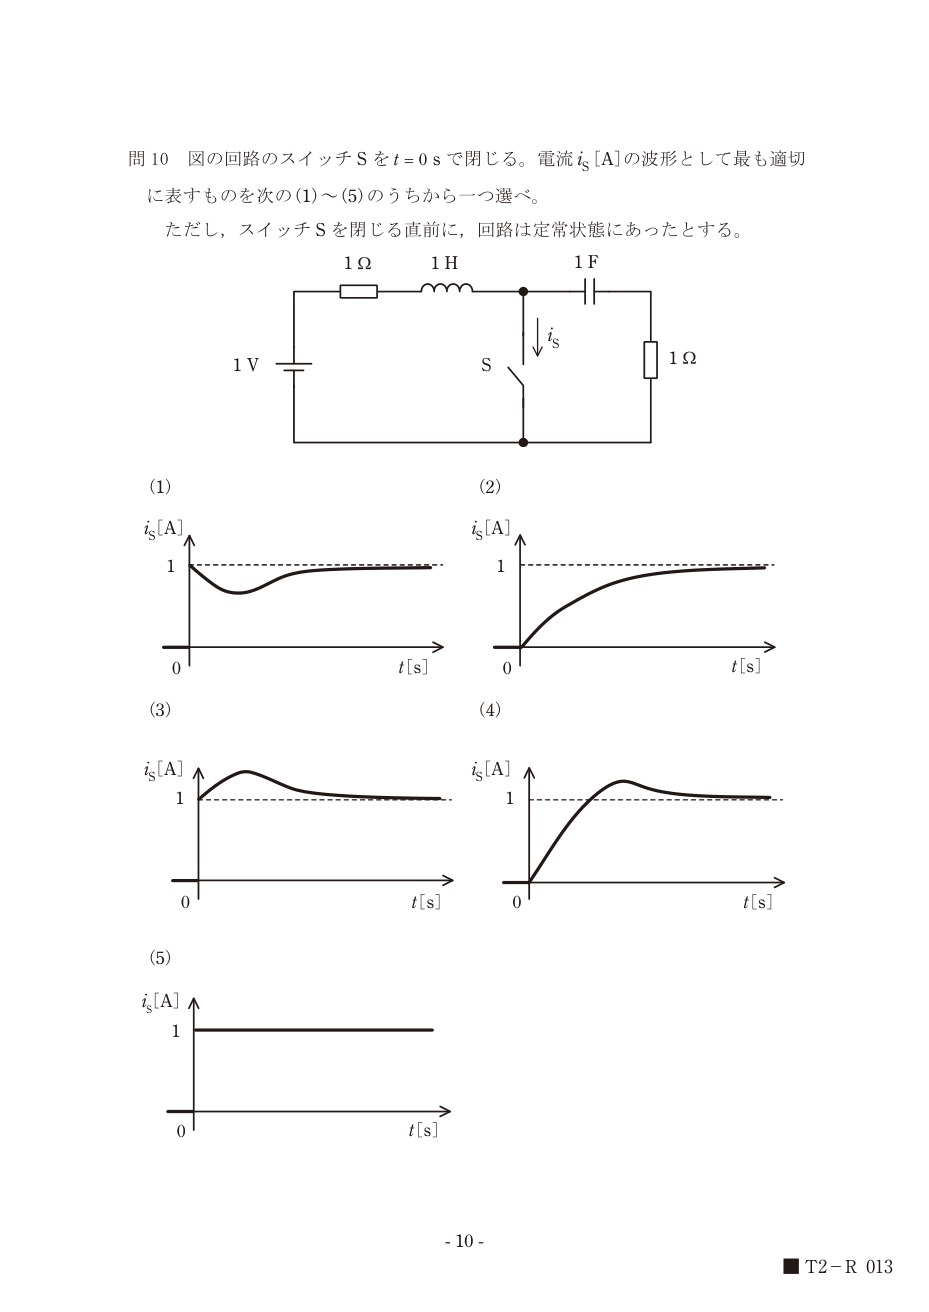 問 10　図の回路のスイッチ S を t = 0 s で閉じる。電流 iS [A]の波形として最も適切
に表すものを次の(1)～(5)のうちから一つ選べ。
ただし，スイッチ S を閉じる直前に，回路は定常状態にあったとする。
1 Ω 1 H 1 F
iS
1 V S 1 Ω
(1) (2)
iS[A] iS[A]
1 1
0 t[s] 0 t[s]
(3) (4)
iS[A] iS[A]
1 1
0 t[s] 0 t[s]
(5)
iS[A]
1
0 t[s]
- 10 -
■ T2－R 013